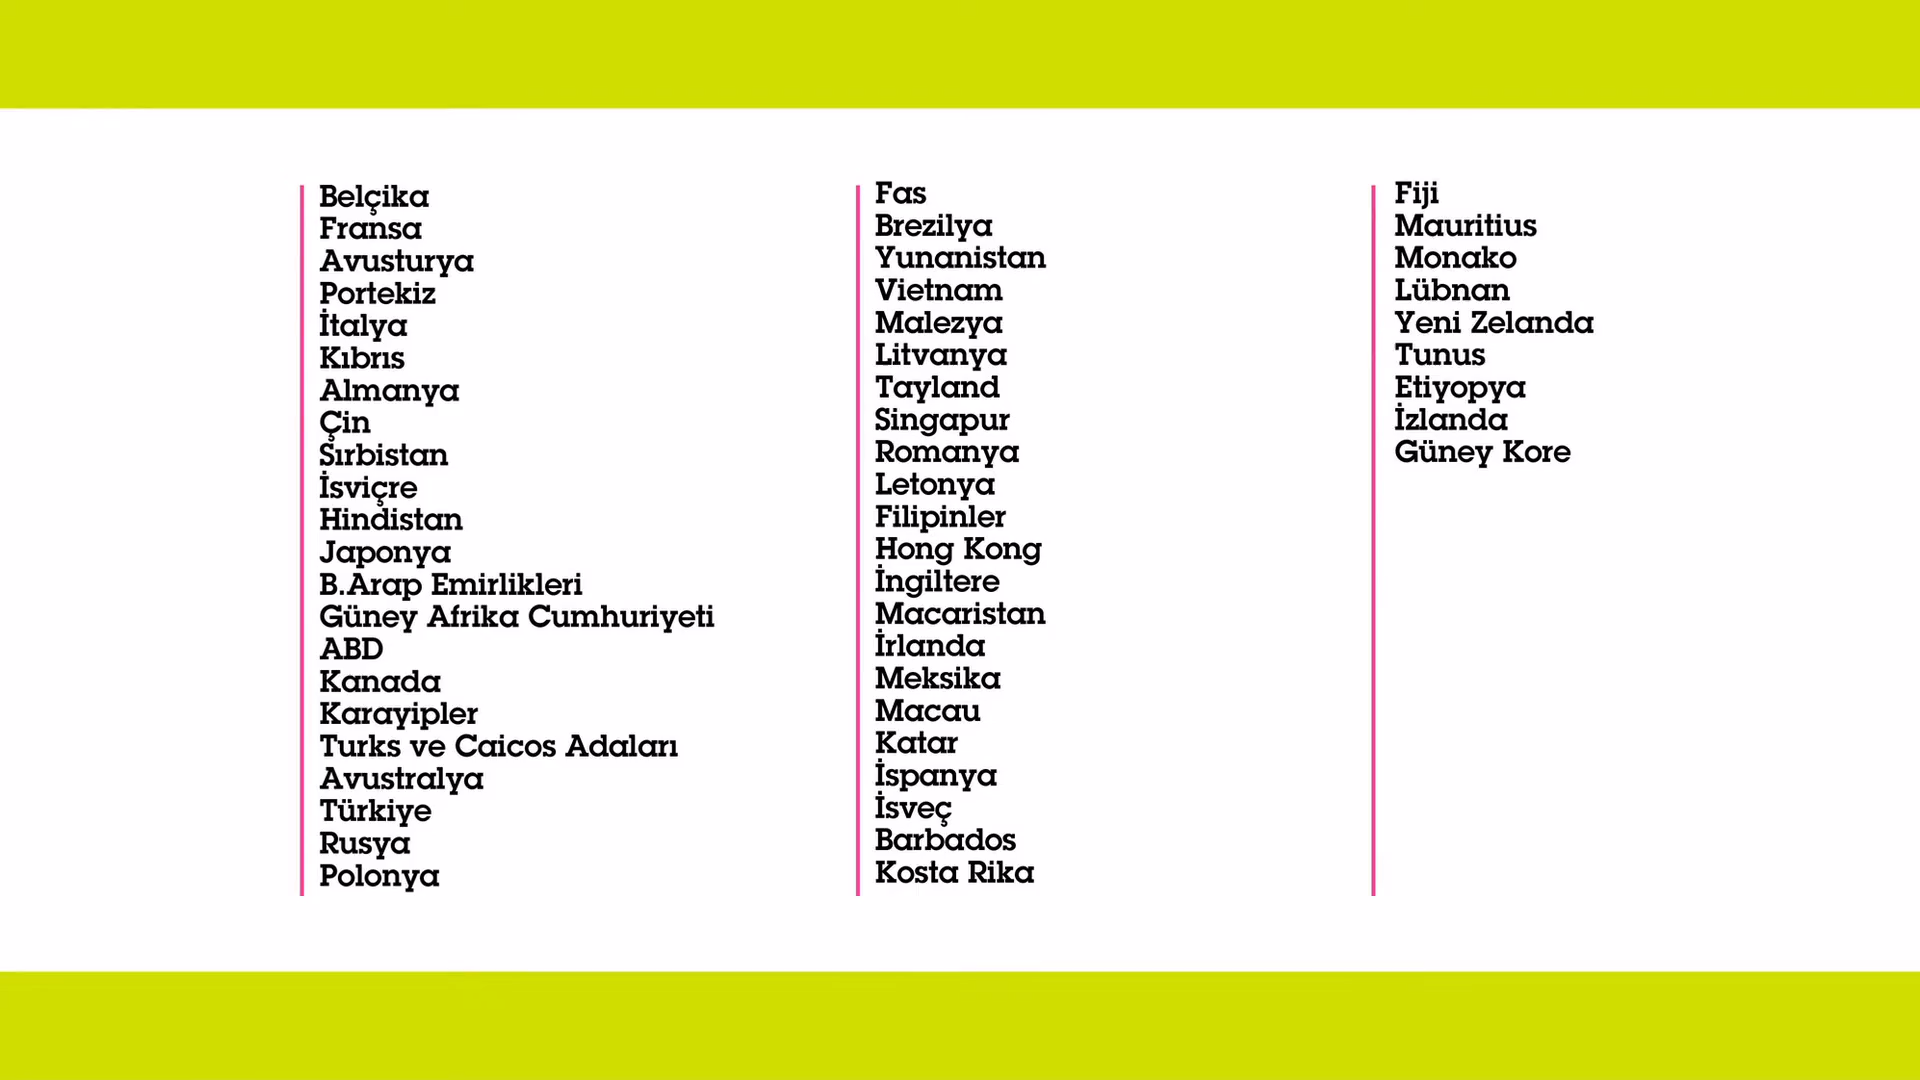 Belçika
Fransa
Avusturya
Portekiz
İtalya
Kıbrıs
Almanya
Çin
Sırbistan
İsviçre
Hindistan
Japonya
B.Arap Emirlikleri
Güney Afrika Cumhuriyeti
ABD
Kanada
Karayipler
Turks ve Caicos Adaları
Avustralya
Türkiye
Rusya
Polonya
Fas
Brezilya
Yunanistan
Vietnam
Malezya
Litvanya
Tayland
Singapur
Romanya
Letonya
Filipinler
Hong Kong
İngiltere
Macaristan
İrlanda
Meksika
Macau
Katar
İspanya
İsveç
Barbados
Kosta Rika
Fiji
Mauritius
Monako
Lübnan
Yeni Zelanda
Tunus
Etiyopya
İzlanda
Güney Kore